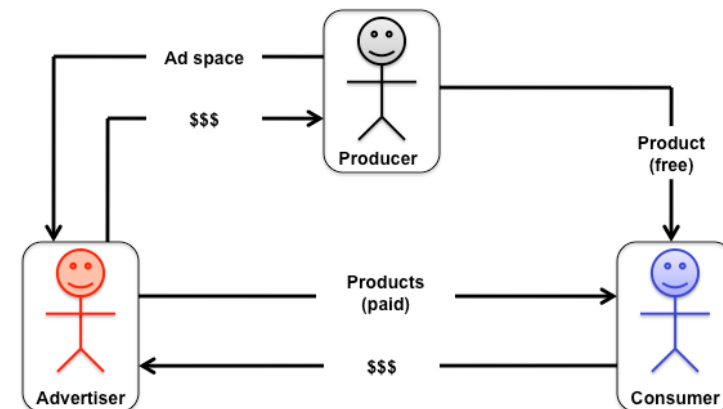 Ad space
$$$
Producer
Product
(free)
Products
(paid)
$$$
Advertiser
Consumer